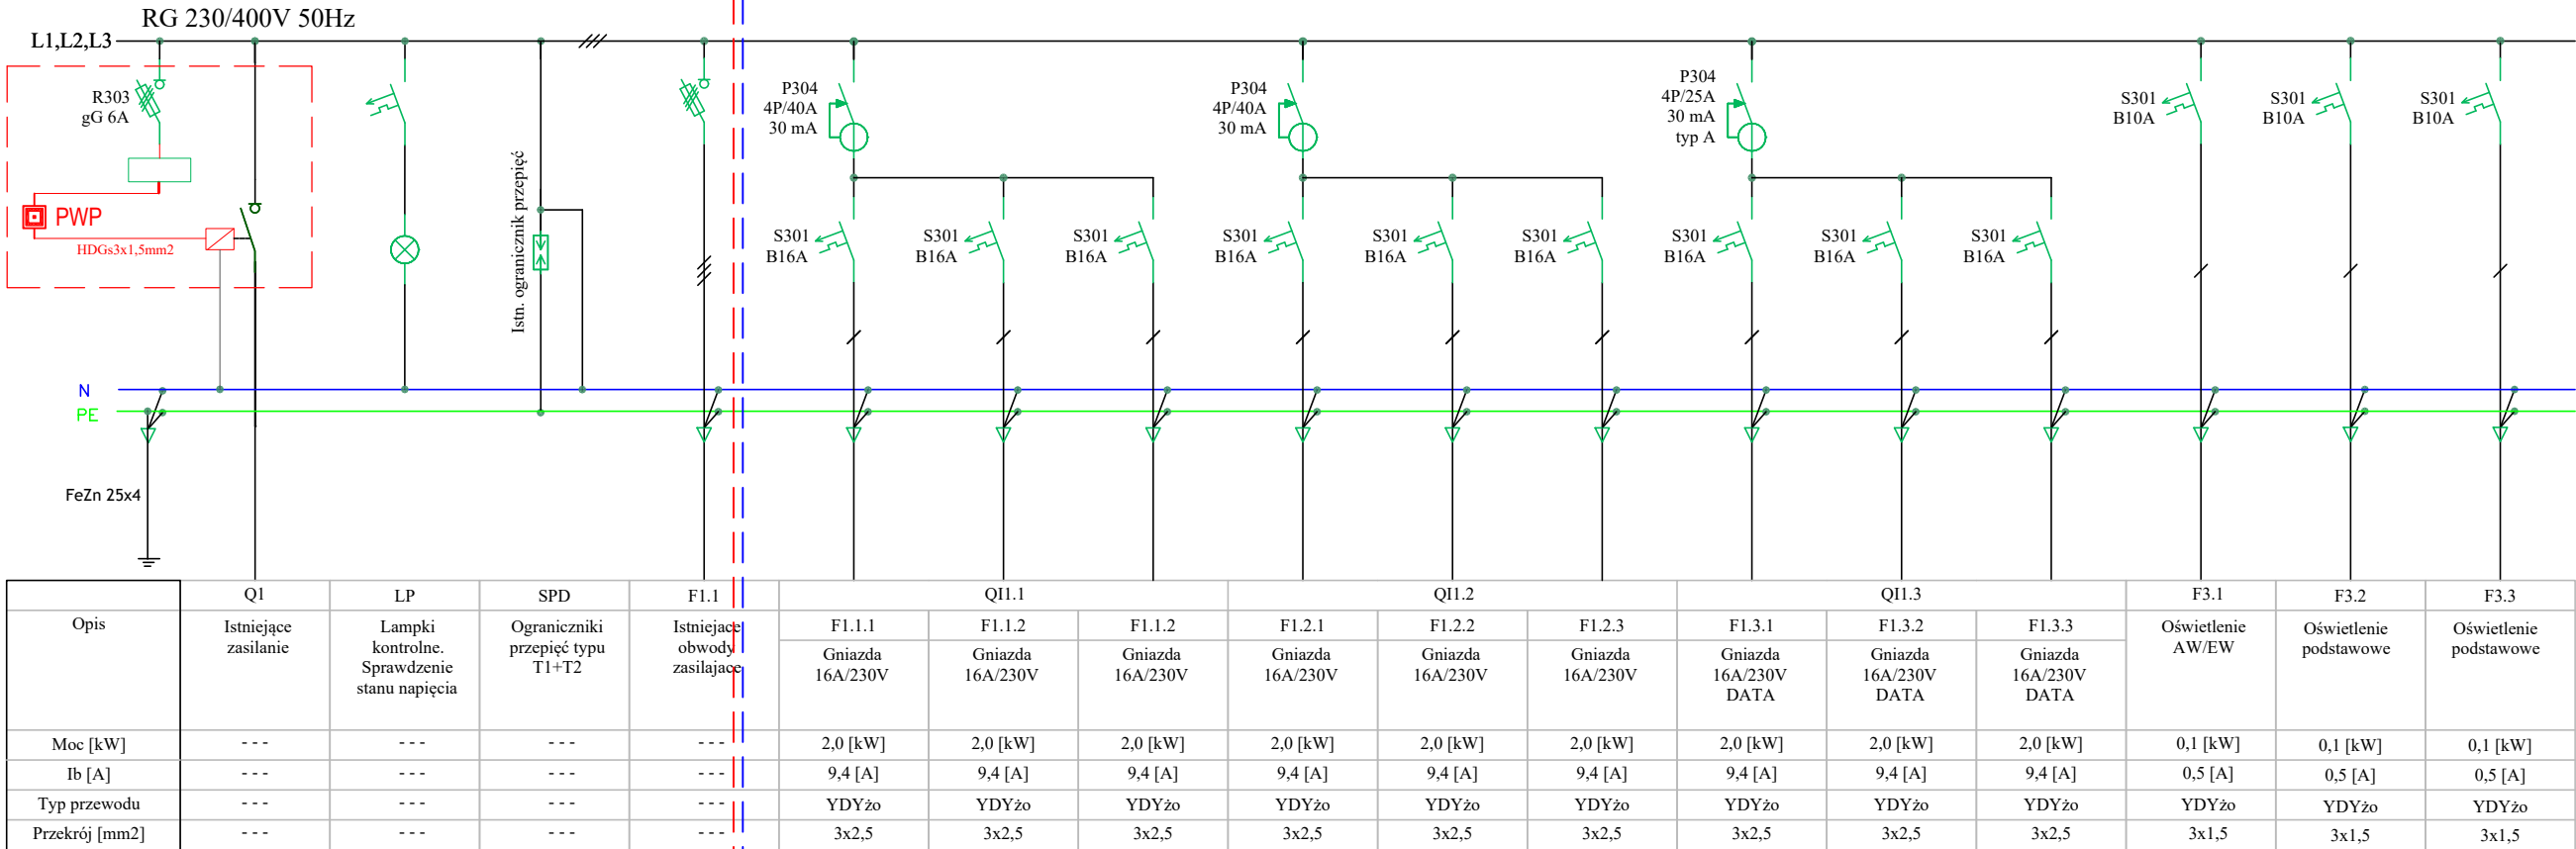 RG 230/400V 50Hz
L1,L2,L3
R303
gG 6A
PWP
HDGs3x1,5mm2
Istn. ogranicznik przepięć
P304
4P/40A
30 mA
P304
4P/40A
30 mA
P304
4P/25A
30 mA
typ A
S301
B10A
S301
B10A
S301
B10A
S301
B16A
S301
B16A
S301
B16A
S301
B16A
S301
B16A
S301
B16A
S301
B16A
S301
B16A
S301
B16A
N
PE
FeZn 25x4
Q1 LP SPD F1.1 QI1.1 QI1.2 QI1.3 F3.1 F3.2 F3.3
Opis
Istniejące
zasilanie
Lampki
kontrolne.
Sprawdzenie
stanu napięcia
Ograniczniki
przepięć typu
T1+T2
Istniejace
obwody
zasilajace
F1.1.1
Gniazda
16A/230V
F1.1.2
Gniazda
16A/230V
F1.1.2
Gniazda
16A/230V
F1.2.1
Gniazda
16A/230V
F1.2.2
Gniazda
16A/230V
F1.2.3
Gniazda
16A/230V
F1.3.1
Gniazda
16A/230V
DATA
F1.3.2
Gniazda
16A/230V
DATA
F1.3.3
Gniazda
16A/230V
DATA
Oświetlenie
AW/EW
Oświetlenie
podstawowe
Oświetlenie
podstawowe
Moc [kW] - - - - - - - - - - - - 2,0 [kW] 2,0 [kW] 2,0 [kW] 2,0 [kW] 2,0 [kW] 2,0 [kW] 2,0 [kW] 2,0 [kW] 2,0 [kW] 0,1 [kW] 0,1 [kW] 0,1 [kW]
Ib [A] - - - - - - - - - - - - 9,4 [A] 9,4 [A] 9,4 [A] 9,4 [A] 9,4 [A] 9,4 [A] 9,4 [A] 9,4 [A] 9,4 [A] 0,5 [A] 0,5 [A] 0,5 [A]
Typ przewodu - - - - - - - - - - - - YDYżo YDYżo YDYżo YDYżo YDYżo YDYżo YDYżo YDYżo YDYżo YDYżo YDYżo YDYżo
Przekrój [mm2] - - - - - - - - - - - - 3x2,5 3x2,5 3x2,5 3x2,5 3x2,5 3x2,5 3x2,5 3x2,5 3x2,5 3x1,5 3x1,5 3x1,5